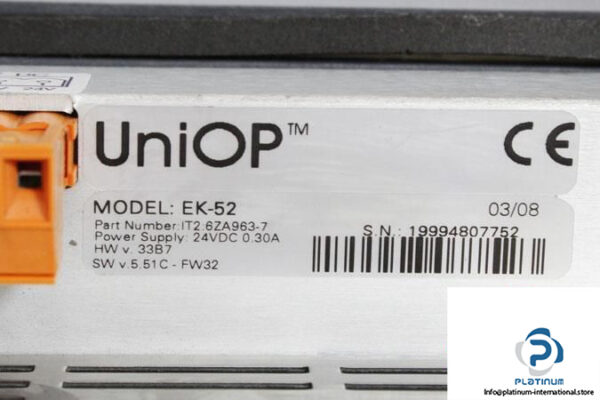 UniOP™
CE
MODEL: EK-52
03/08
Part Number:IT2.6ZA963-7
Power Supply: 24VDC 0.30A
S.N.: 19994807752
HW v. 33B7
SW v.5.51C - FW32
PLATINUM
info@platinum-international.store